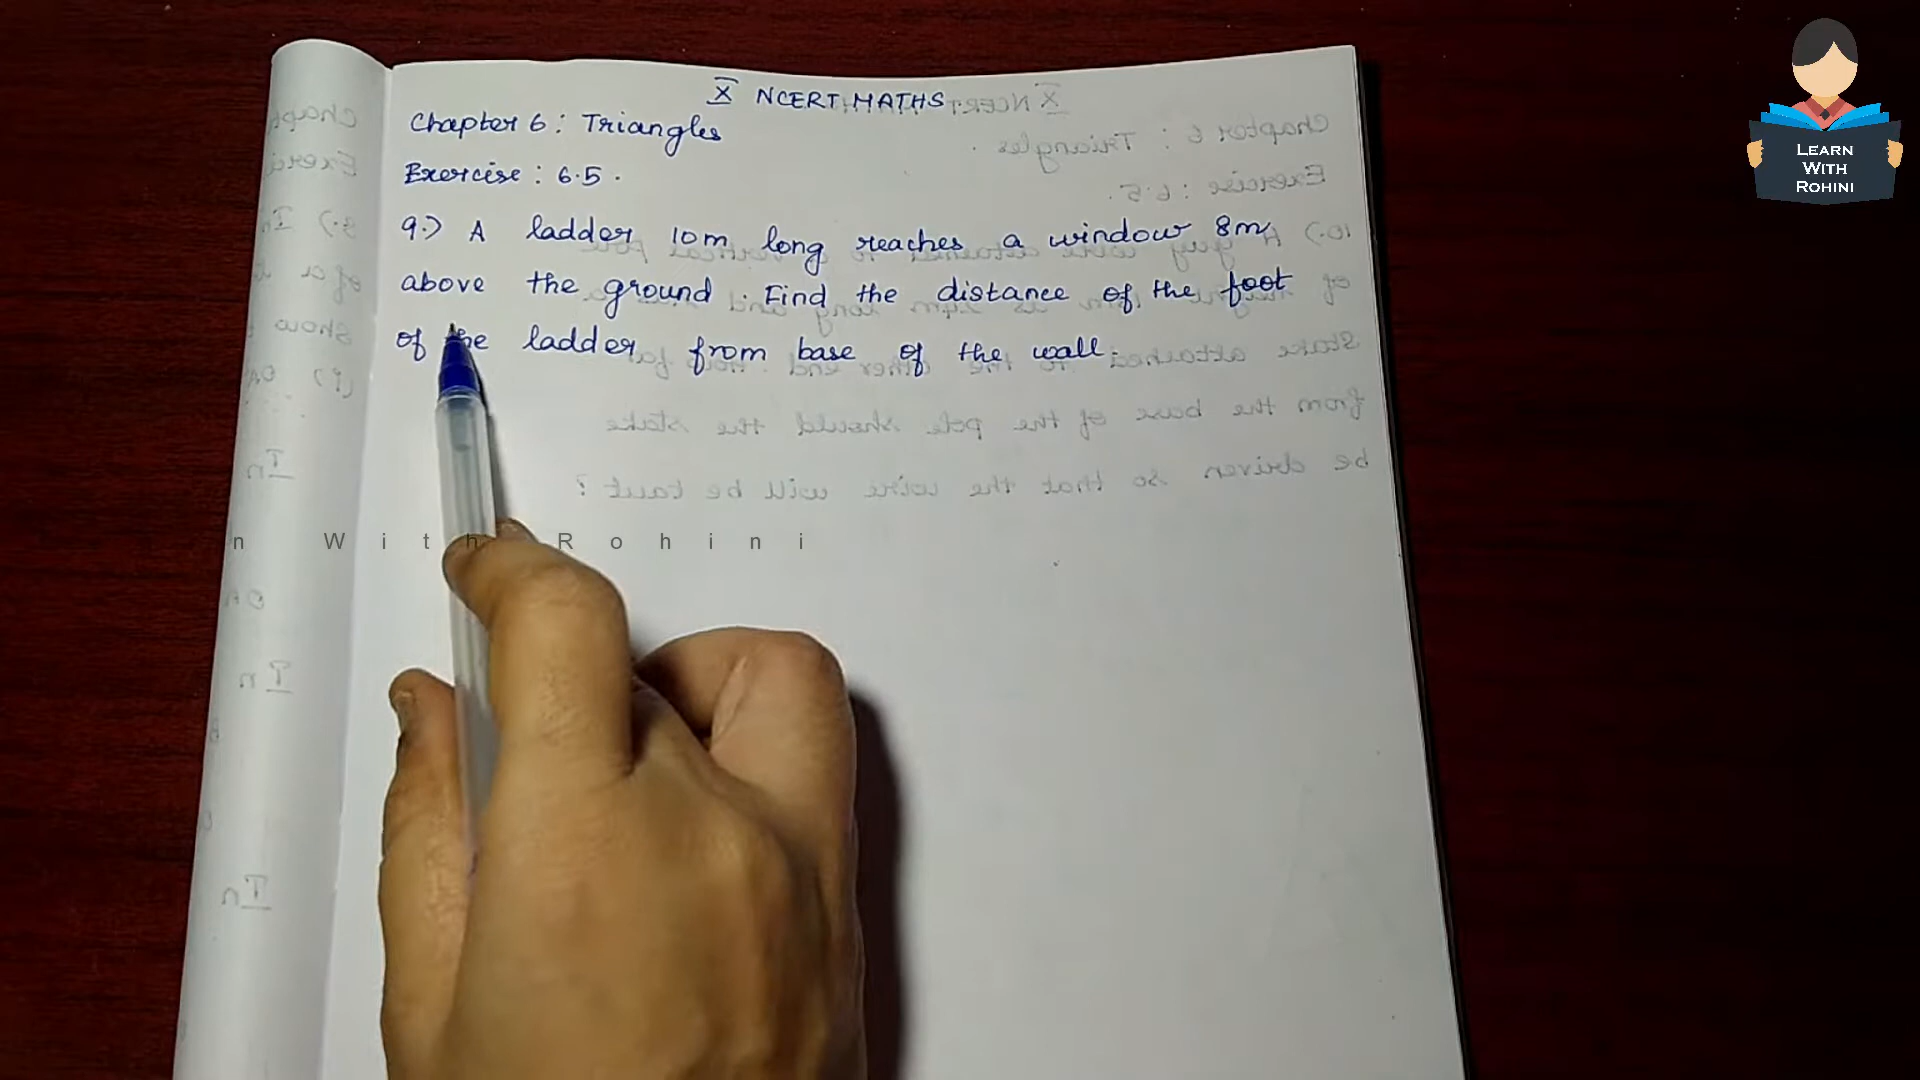 X NCERT MATHS
Chapter 6 : Triangles
Exercise : 6.5 .
9.) A ladder 10m long reaches a window 8m
above the ground . Find the distance of the foot
of the ladder from base of the wall.
n With Rohini
LEARN
WITH
ROHINI